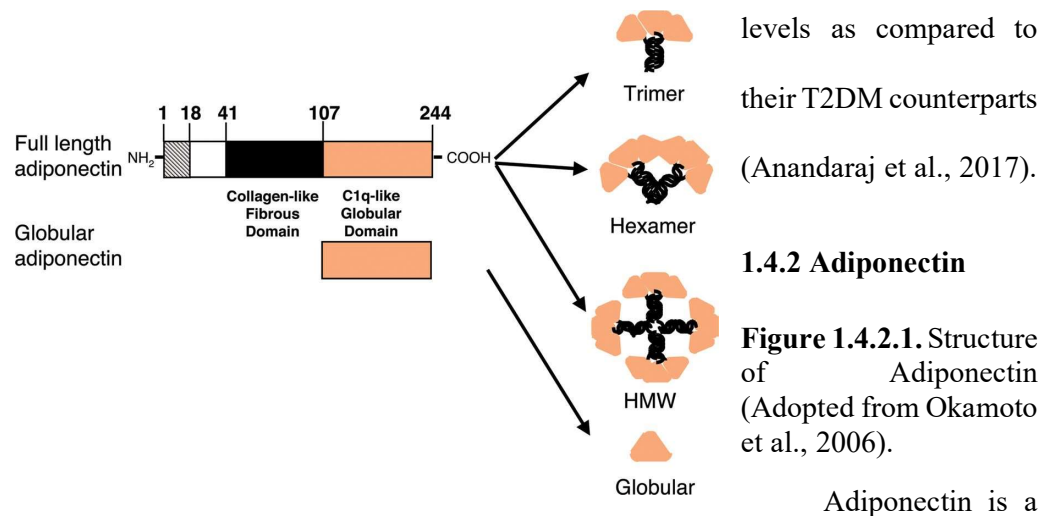 1 18 41 107 244
Full length
adiponectin
NH2
COOH
Collagen-like
Fibrous
Domain
C1q-like
Globular
Domain
Globular
adiponectin
Trimer
Hexamer
HMW
Globular
levels as compared to
their T2DM counterparts
(Anandaraj et al., 2017).
1.4.2 Adiponectin
Figure 1.4.2.1. Structure
of Adiponectin
(Adopted from Okamoto
et al., 2006).
Adiponectin is a